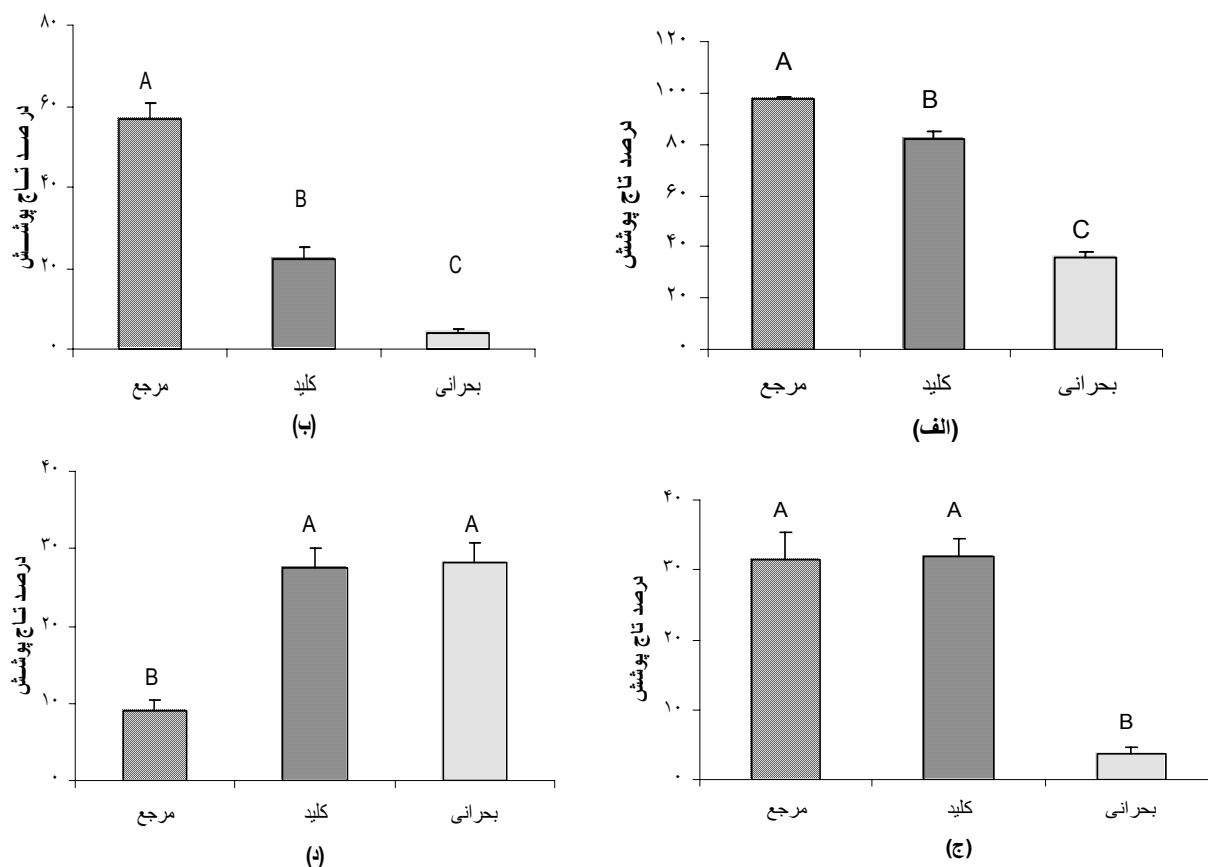 درصد تاج پوشش
۱۲۰
۱۰۰
۸۰
۶۰
۴۰
۲۰
۰
A
B
C
مرجع
کلید
بحرانی
(الف)
درصد تاج پوشش
۸۰
۶۰
۴۰
۲۰
۰
A
B
C
مرجع
کلید
بحرانی
(ب)
درصد تاج پوشش
۴۰
۳۰
۲۰
۱۰
۰
A
A
B
مرجع
کلید
بحرانی
(ج)
درصد تاج پوشش
۴۰
۳۰
۲۰
۱۰
۰
B
A
A
مرجع
کلید
بحرانی
(د)